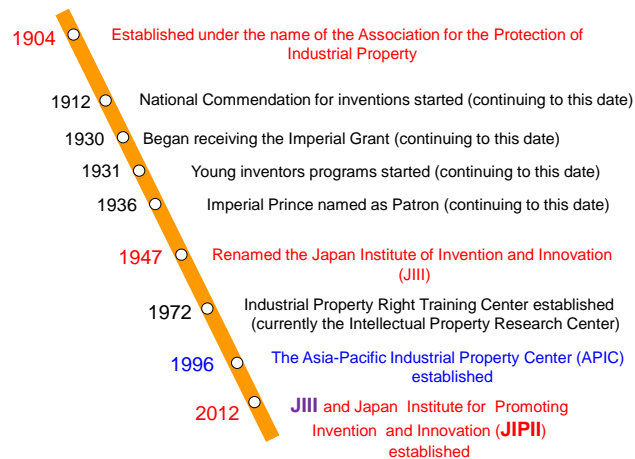 1904 Established under the name of the Association for the Protection of
Industrial Property
1912 National Commendation for inventions started (continuing to this date)
1930 Began receiving the Imperial Grant (continuing to this date)
1931 Young inventors programs started (continuing to this date)
1936 Imperial Prince named as Patron (continuing to this date)
1947 Renamed the Japan Institute of Invention and Innovation
(JIII)
1972 Industrial Property Right Training Center established
(currently the Intellectual Property Research Center)
1996 The Asia-Pacific Industrial Property Center (APIC)
established
2012 JIII and Japan Institute for Promoting
Invention and Innovation (JIPII)
established